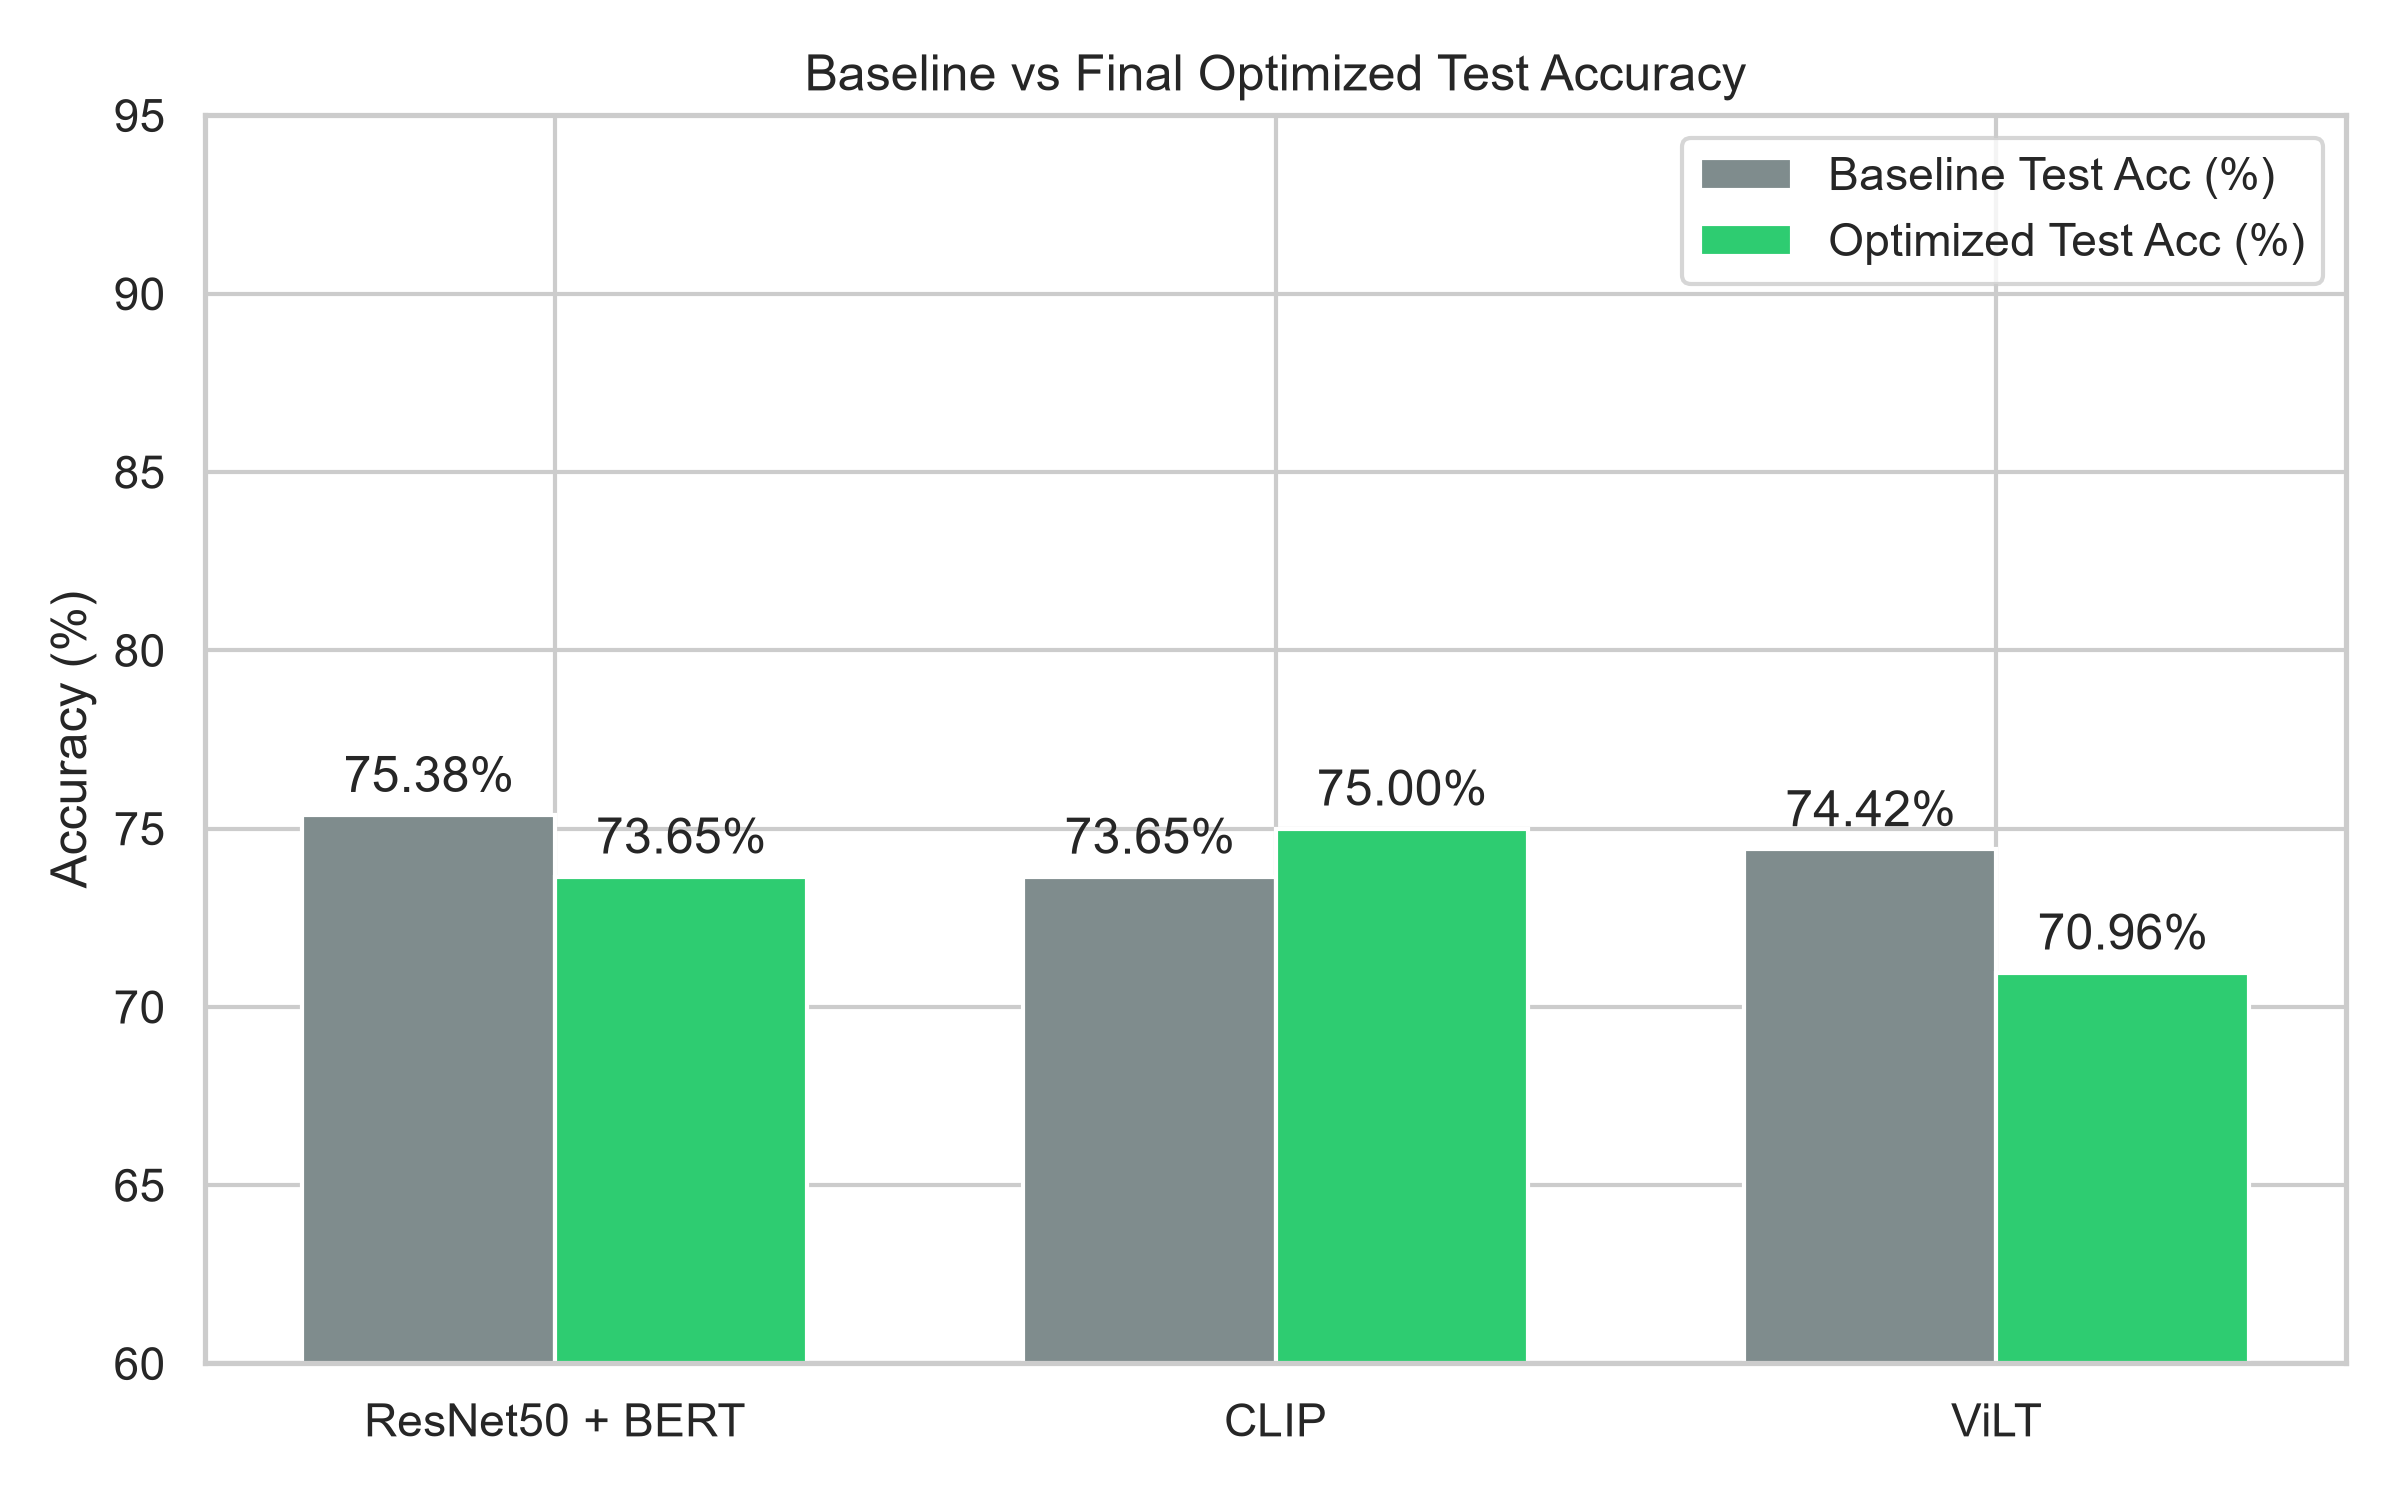 Baseline vs Final Optimized Test Accuracy
Baseline Test Acc (%)
Optimized Test Acc (%)
Accuracy (%)
95
90
85
80
75
70
65
60
75.38%
73.65%
73.65%
75.00%
74.42%
70.96%
ResNet50 + BERT
CLIP
ViLT